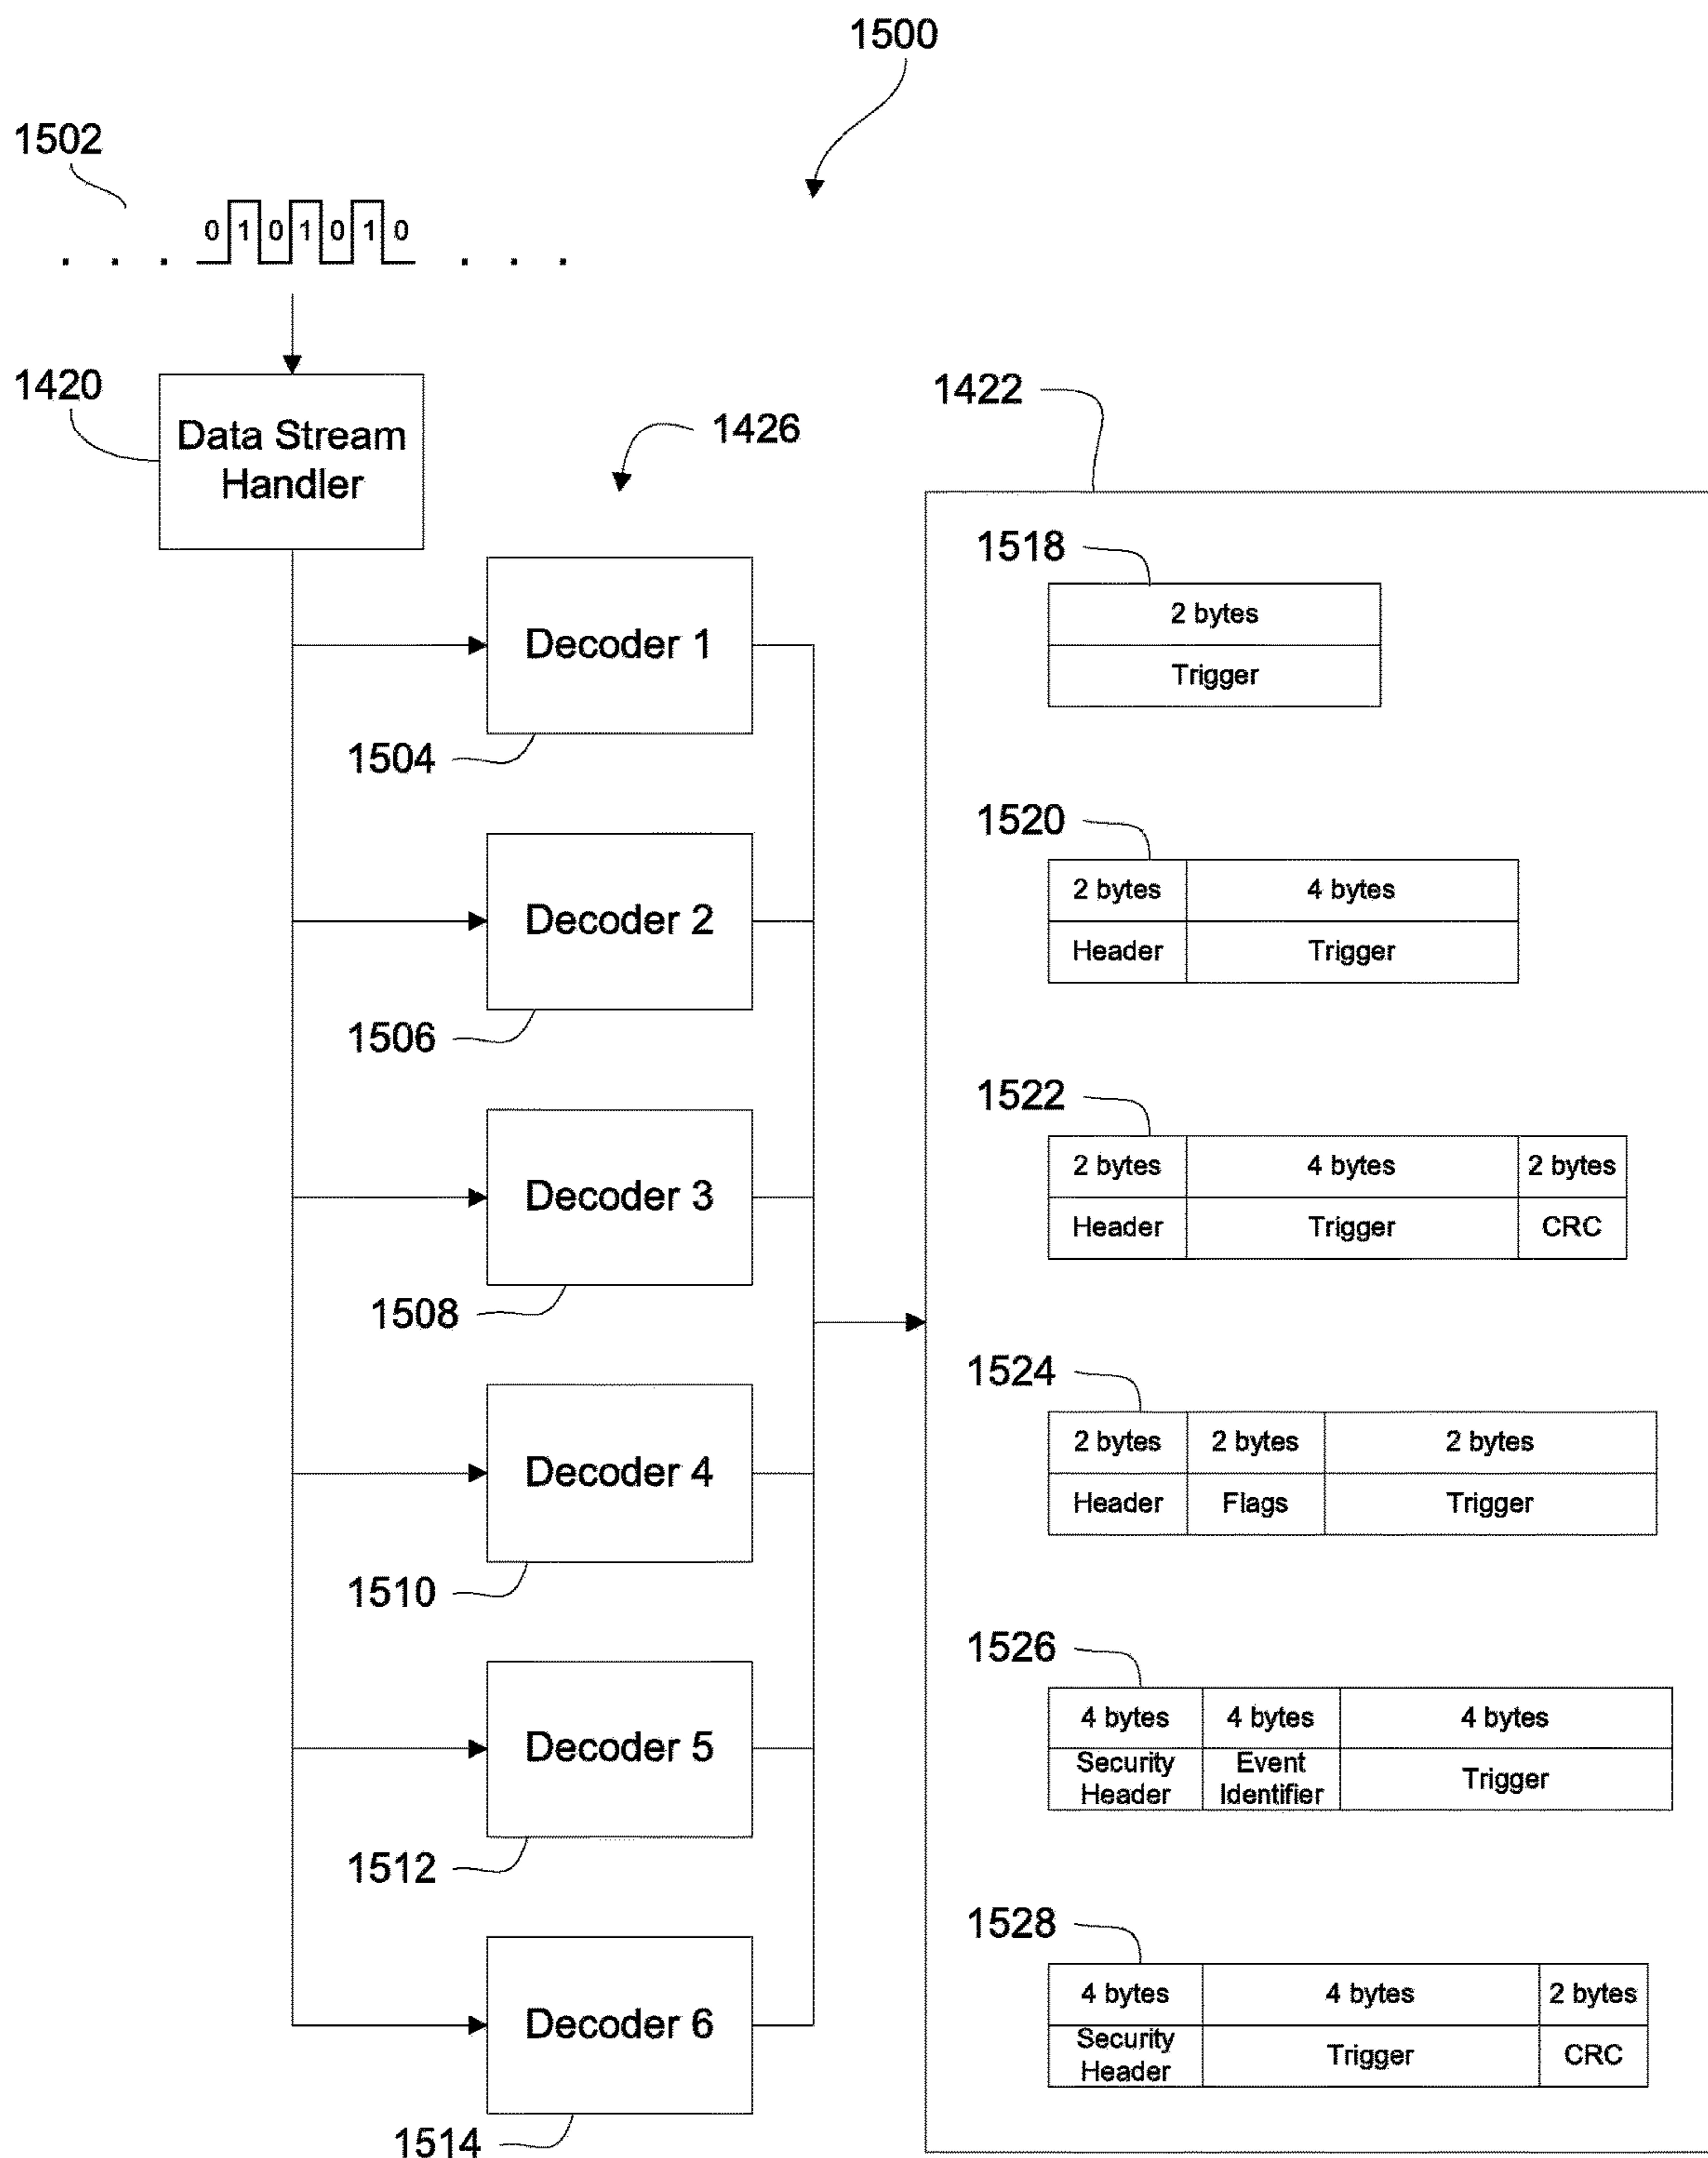 1500
1502
0 1 0 1 0 1 0
. . . . . .
1420
Data Stream
Handler
1426
1422
Decoder 1
1504
Decoder 2
1506
Decoder 3
1508
Decoder 4
1510
Decoder 5
1512
Decoder 6
1514
1518
2 bytes
Trigger
1520
2 bytes 4 bytes
Header Trigger
1522
2 bytes 4 bytes 2 bytes
Header Trigger CRC
1524
2 bytes 2 bytes 2 bytes
Header Flags Trigger
1526
4 bytes 4 bytes 4 bytes
Security Header Event Identifier Trigger
1528
4 bytes 4 bytes 2 bytes
Security Header Trigger CRC